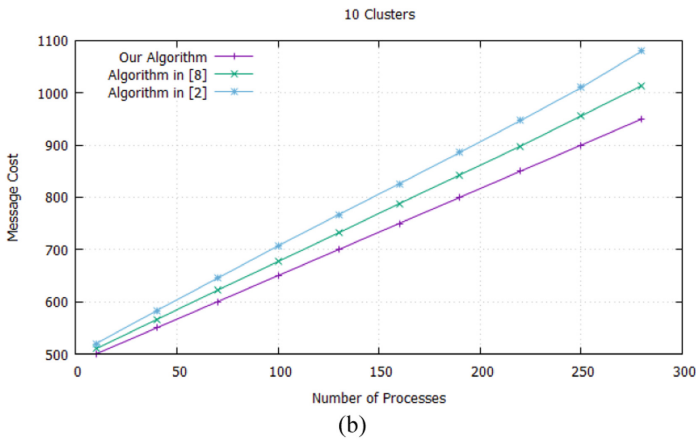 10 Clusters
1100
1000
900
800
700
600
500
Message Cost
Our Algorithm
Algorithm in [8]
Algorithm in [2]
0 50 100 150 200 250 300
Number of Processes
(b)